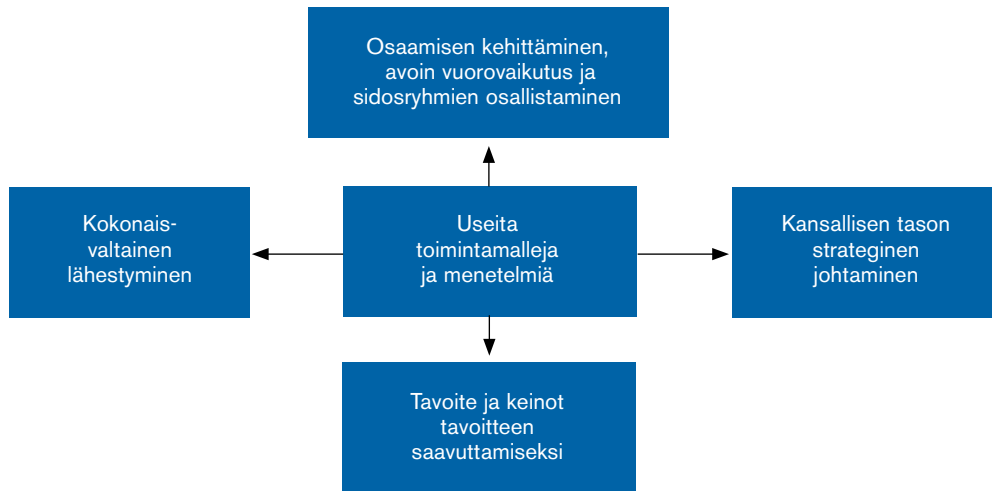 Osaamisen kehittäminen,
avoin vuorovaikutus ja
sidosryhmien osallistaminen
Kokonais-
valtainen
lähestyminen
Useita
toimintamalleja
ja menetelmiä
Kansallisen tason
strateginen
johtaminen
Tavoite ja keinot
tavoitteen
saavuttamiseksi